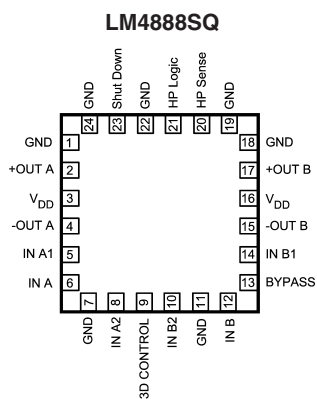 LM4888SQ
GND
Shut Down
GND
HP Logic
HP Sense
GND
24
23
22
21
20
19
GND 1
+OUT A 2
VDD 3
-OUT A 4
IN A1 5
IN A 6
18 GND
17 +OUT B
16 VDD
15 -OUT B
14 IN B1
13 BYPASS
7
8
9
10
11
12
GND
IN A2
3D CONTROL
IN B2
GND
IN B